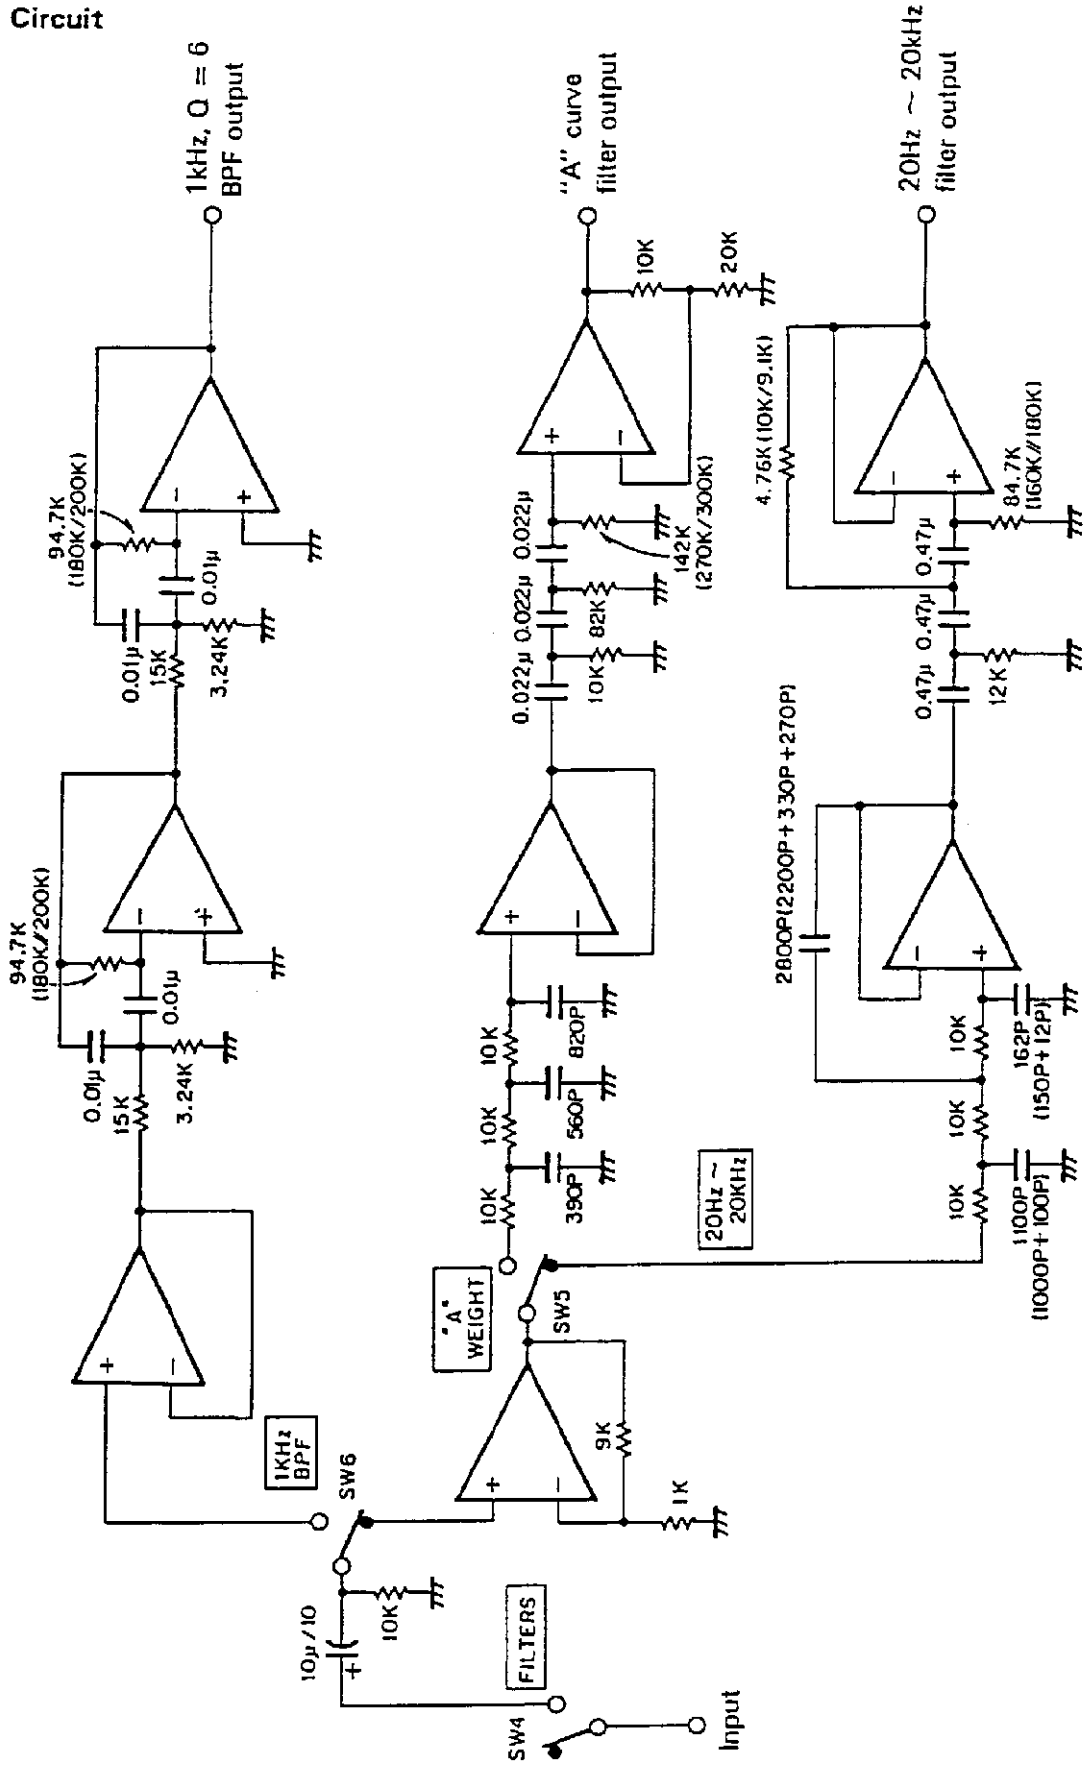 Circuit
1kHz, Q = 6
BPF output
94.7K
(180K/200K)
0.01µ
0.01µ
15K
3.24K
94.7K
(180K//200K)
0.01µ
0.01µ
15K
3.24K
+
−
1KHz
BPF
SW6
10µ/10
+
10K
FILTERS
SW4
Input
"A" curve
filter output
10K
20K
0.022µ
0.022µ
0.022µ
142K
(270K/300K)
82K
10K
10K
10K
10K
820P
560P
390P
"A"
WEIGHT
SW5
9K
1K
20Hz ~ 20kHz
filter output
4.76K(10K/9.1K)
84.7K
(160K//180K)
0.47µ
0.47µ
0.47µ
12K
2800P(2200P+330P+270P)
10K
10K
10K
162P
(150P+12P)
1100P
(1000P+100P)
20Hz ~
20KHz